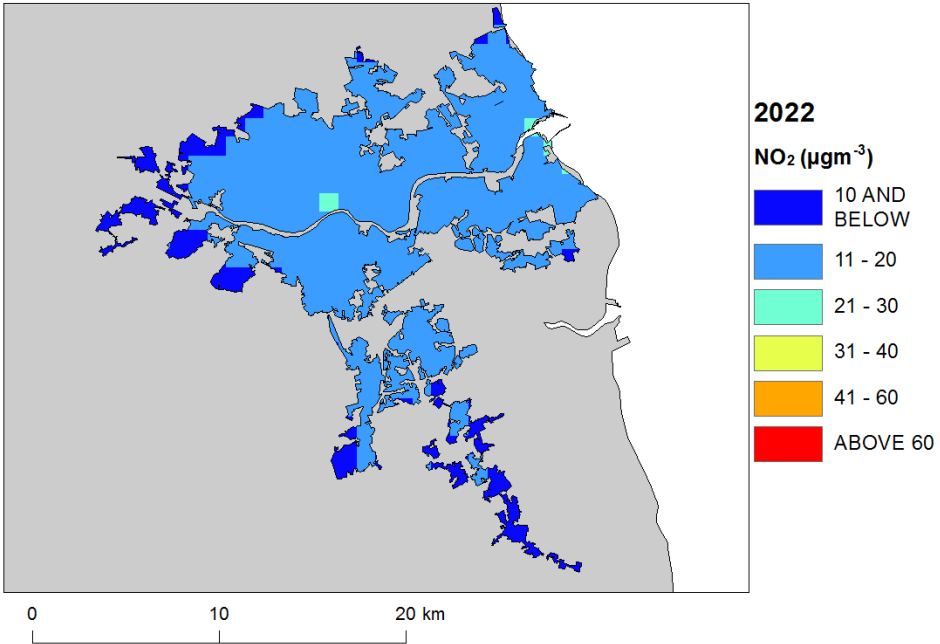 2022
NO₂ (µgm⁻³)
10 AND
BELOW
11 - 20
21 - 30
31 - 40
41 - 60
ABOVE 60
0 10 20 km